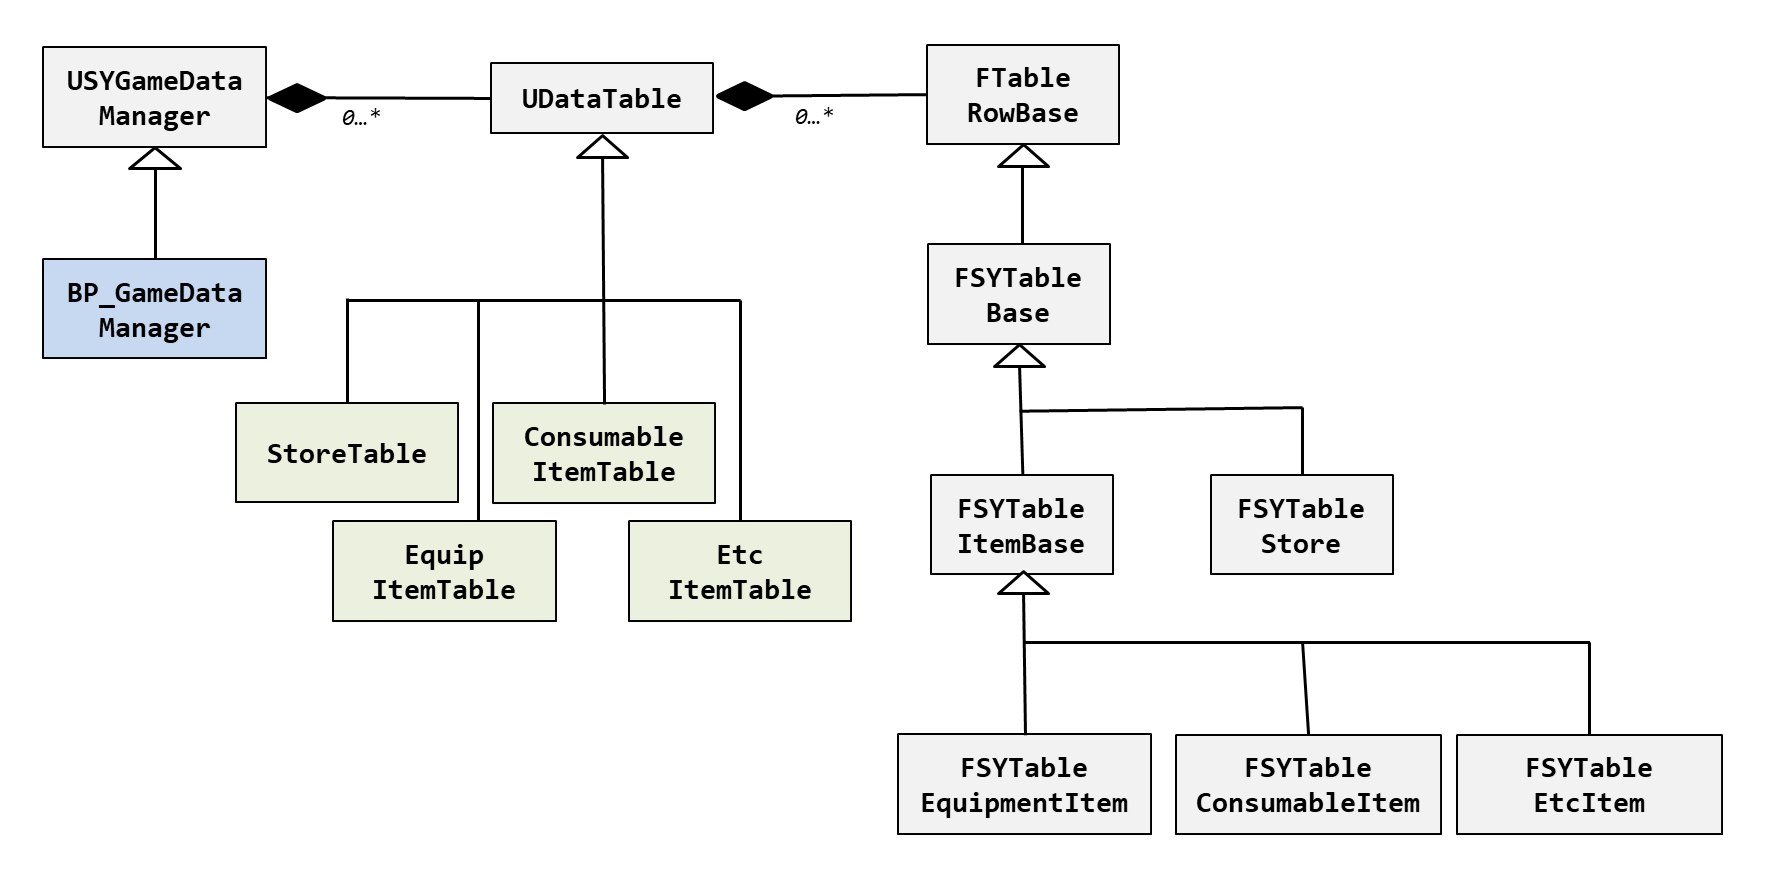 USYGameData
Manager
0…*
UDataTable
0…*
FTable
RowBase
BP_GameData
Manager
FSYTable
Base
StoreTable
Consumable
ItemTable
Equip
ItemTable
Etc
ItemTable
FSYTable
ItemBase
FSYTable
Store
FSYTable
EquipmentItem
FSYTable
ConsumableItem
FSYTable
EtcItem